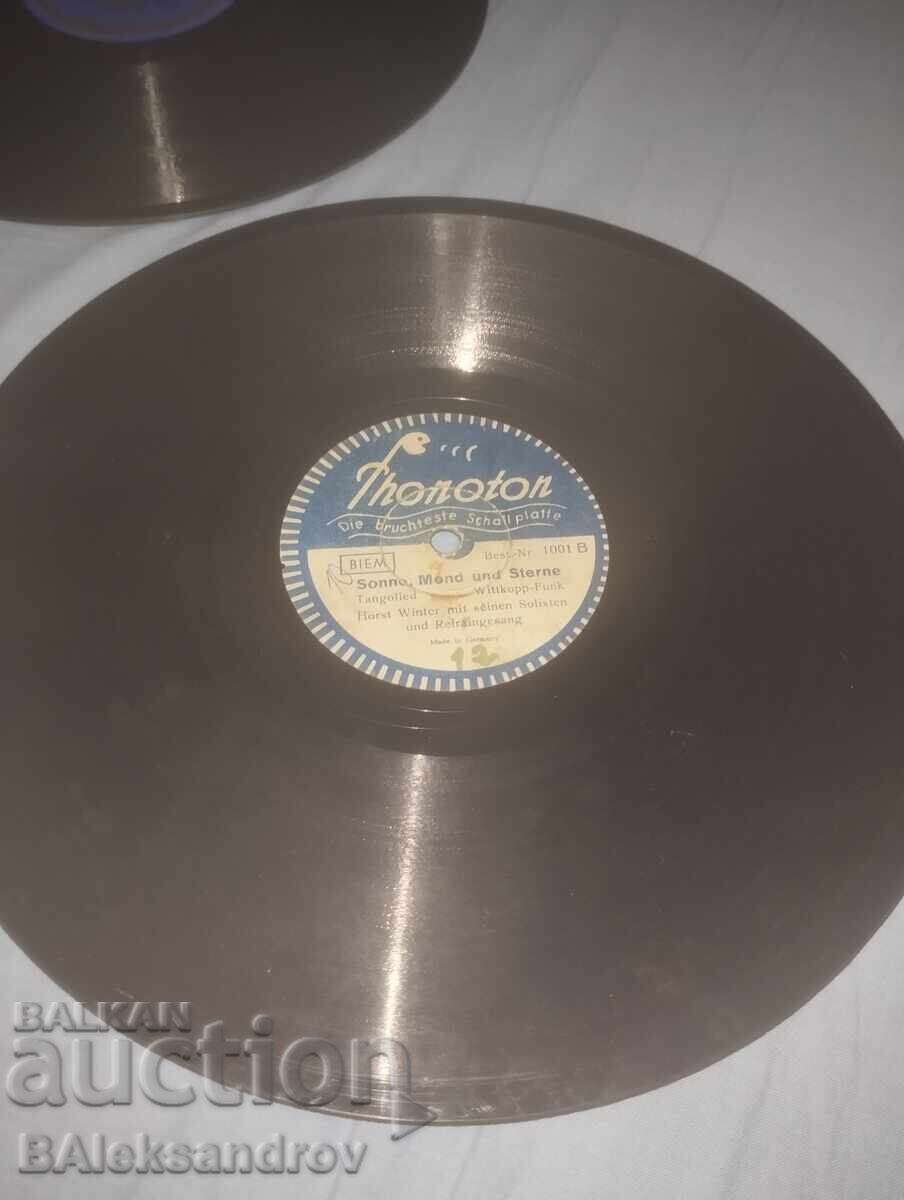 Phonoton
Die bruchfeste Schallplatte
BIEM
Best.-Nr. 1001 B
Sonne, Mond und Sterne
Tangolied Wittkopp-Funk
Horst Winter mit seinen Solisten
und Refraingesang
Made in Germany
12
BALKAN
auction
BAleksandrov